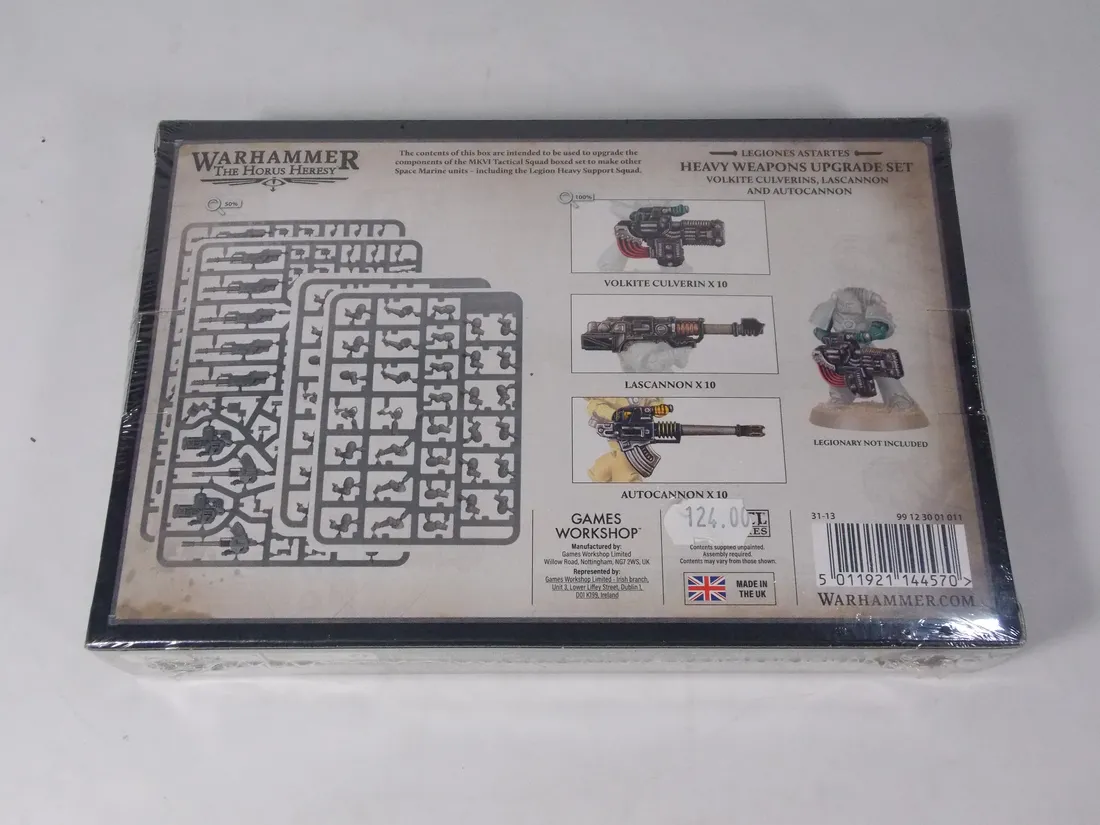 WARHAMMER
THE HORUS HERESY
The contents of this box are intended to be used to upgrade the
components of the MKVI Tactical Squad boxed set to make other
Space Marine units – including the Legion Heavy Support Squad.
LEGIONES ASTARTES
HEAVY WEAPONS UPGRADE SET
VOLKITE CULVERINS, LASCANNON
AND AUTOCANNON
50%
100%
VOLKITE CULVERIN X 10
LASCANNON X 10
AUTOCANNON X 10
LEGIONARY NOT INCLUDED
GAMES
WORKSHOP™
Manufactured by:
Games Workshop Limited
Willow Road, Nottingham, NG7 2WS, UK
Represented by:
Games Workshop Limited - Irish branch,
Unit 3, Lower Liffey Street, Dublin 1,
D01 K199, Ireland
124.00
Contents supplied unpainted.
Assembly required.
Contents may vary from those shown.
MADE IN
THE UK
31-13
99 12 30 01 011
5 011921 144570 >
WARHAMMER.COM